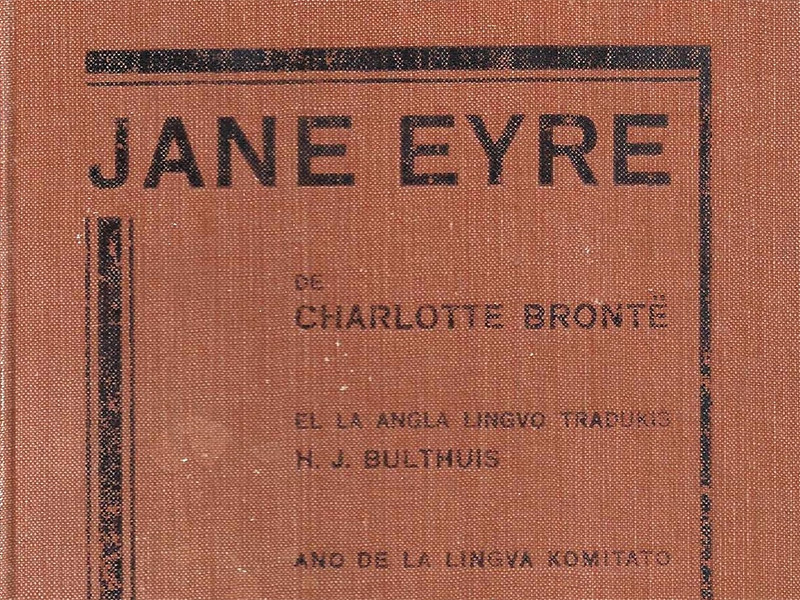 JANE EYRE
DE
CHARLOTTE BRONTË
EL LA ANGLA LINGVO TRADUKIS
H. J. BULTHUIS
ANO DE LA LINGVA KOMITATO